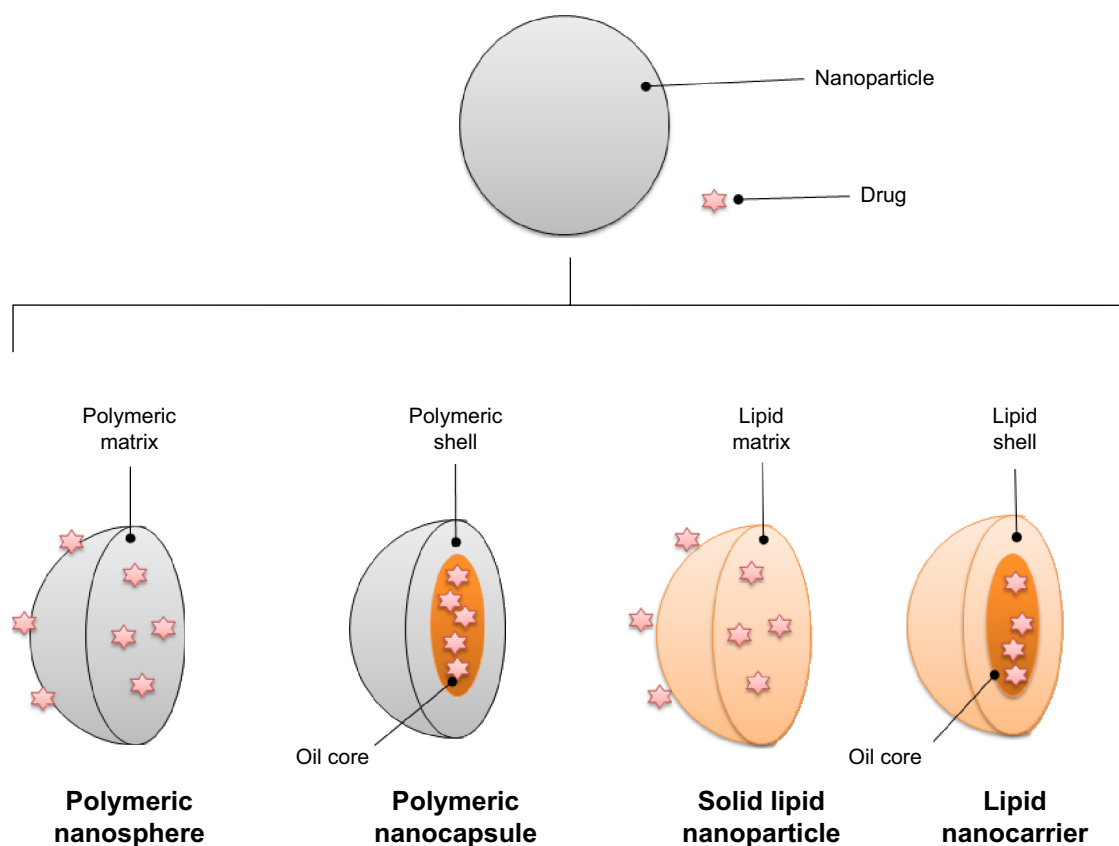 Nanoparticle
Drug
Polymeric
matrix
Polymeric
shell
Lipid
matrix
Lipid
shell
Oil core
Oil core
Polymeric
nanosphere
Polymeric
nanocapsule
Solid lipid
nanoparticle
Lipid
nanocarrier